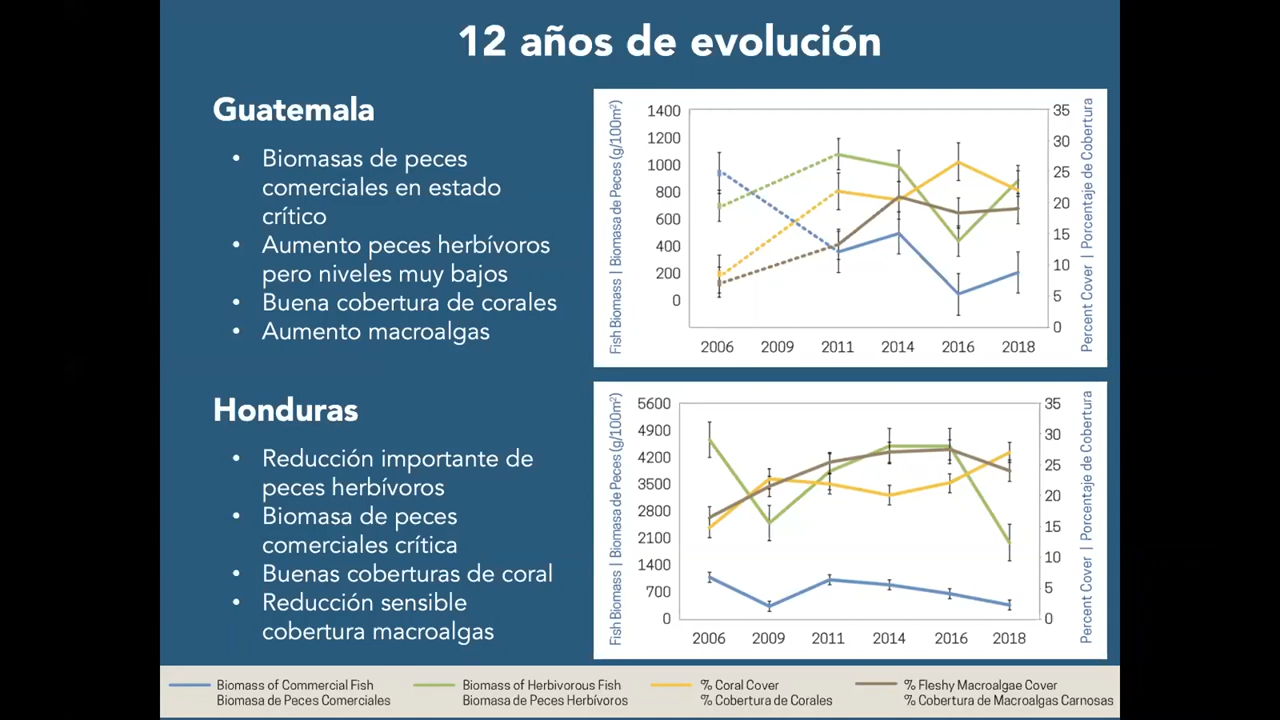 12 años de evolución
Guatemala
• Biomasas de peces
comerciales en estado
crítico
• Aumento peces herbívoros
pero niveles muy bajos
• Buena cobertura de corales
• Aumento macroalgas
Fish Biomass | Biomasa de Peces (g/100m²)
1400
1200
1000
800
600
400
200
0
35
30
25
20
15
10
5
0
Percent Cover | Porcentaje de Cobertura
2006 2009 2011 2014 2016 2018
Honduras
• Reducción importante de
peces herbívoros
• Biomasa de peces
comerciales crítica
• Buenas coberturas de coral
• Reducción sensible
cobertura macroalgas
Fish Biomass | Biomasa de Peces (g/100m²)
5600
4900
4200
3500
2800
2100
1400
700
0
35
30
25
20
15
10
5
0
Percent Cover | Porcentaje de Cobertura
2006 2009 2011 2014 2016 2018
Biomass of Commercial Fish
Biomasa de Peces Comerciales
Biomass of Herbivorous Fish
Biomasa de Peces Herbívoros
% Coral Cover
% Cobertura de Corales
% Fleshy Macroalgae Cover
% Cobertura de Macroalgas Carnosas